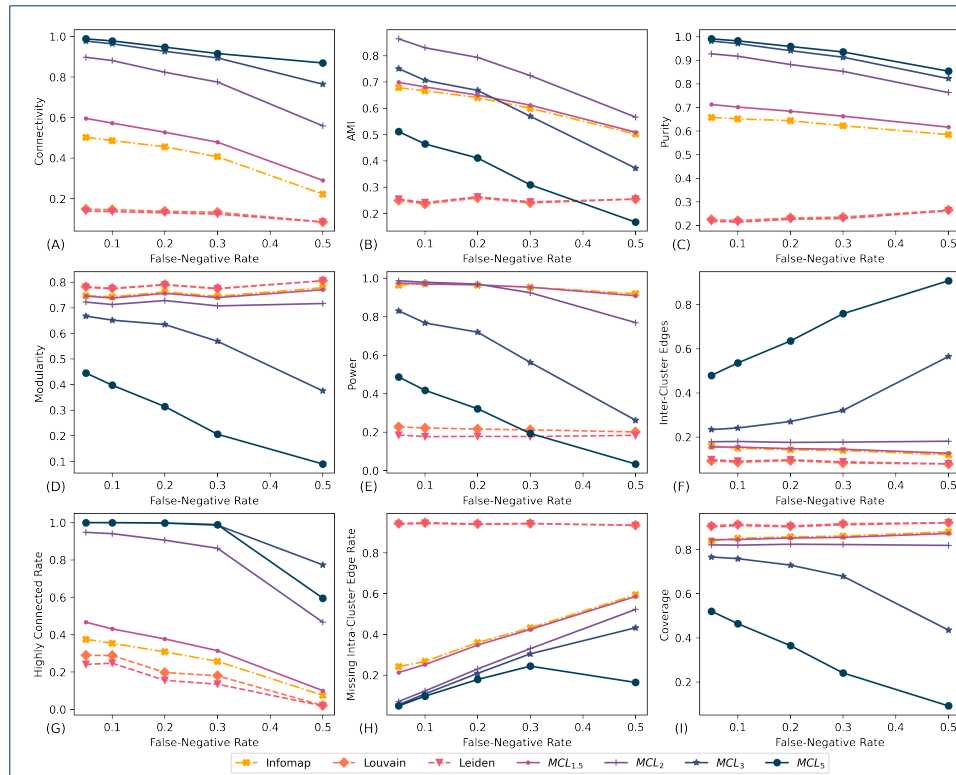 1.0
0.8
0.6
0.4
0.2
Connectivity
(A)
0.1 0.2 0.3 0.4 0.5
False-Negative Rate
0.8
0.7
0.6
0.5
0.4
0.3
0.2
AMI
(B)
0.1 0.2 0.3 0.4 0.5
False-Negative Rate
1.0
0.9
0.8
0.7
0.6
0.5
0.4
0.3
0.2
Purity
(C)
0.1 0.2 0.3 0.4 0.5
False-Negative Rate
0.8
0.7
0.6
0.5
0.4
0.3
0.2
0.1
Modularity
(D)
0.1 0.2 0.3 0.4 0.5
False-Negative Rate
1.0
0.8
0.6
0.4
0.2
0.0
Power
(E)
0.1 0.2 0.3 0.4 0.5
False-Negative Rate
0.8
0.6
0.4
0.2
Inter-Cluster Edges
(F)
0.1 0.2 0.3 0.4 0.5
False-Negative Rate
1.0
0.8
0.6
0.4
0.2
0.0
Highly Connected Rate
(G)
0.1 0.2 0.3 0.4 0.5
False-Negative Rate
0.8
0.6
0.4
0.2
Missing Intra-Cluster Edge Rate
(H)
0.1 0.2 0.3 0.4 0.5
False-Negative Rate
0.8
0.6
0.4
0.2
Coverage
(I)
0.1 0.2 0.3 0.4 0.5
False-Negative Rate
Infomap Louvain Leiden MCL1.5 MCL2 MCL3 MCL5